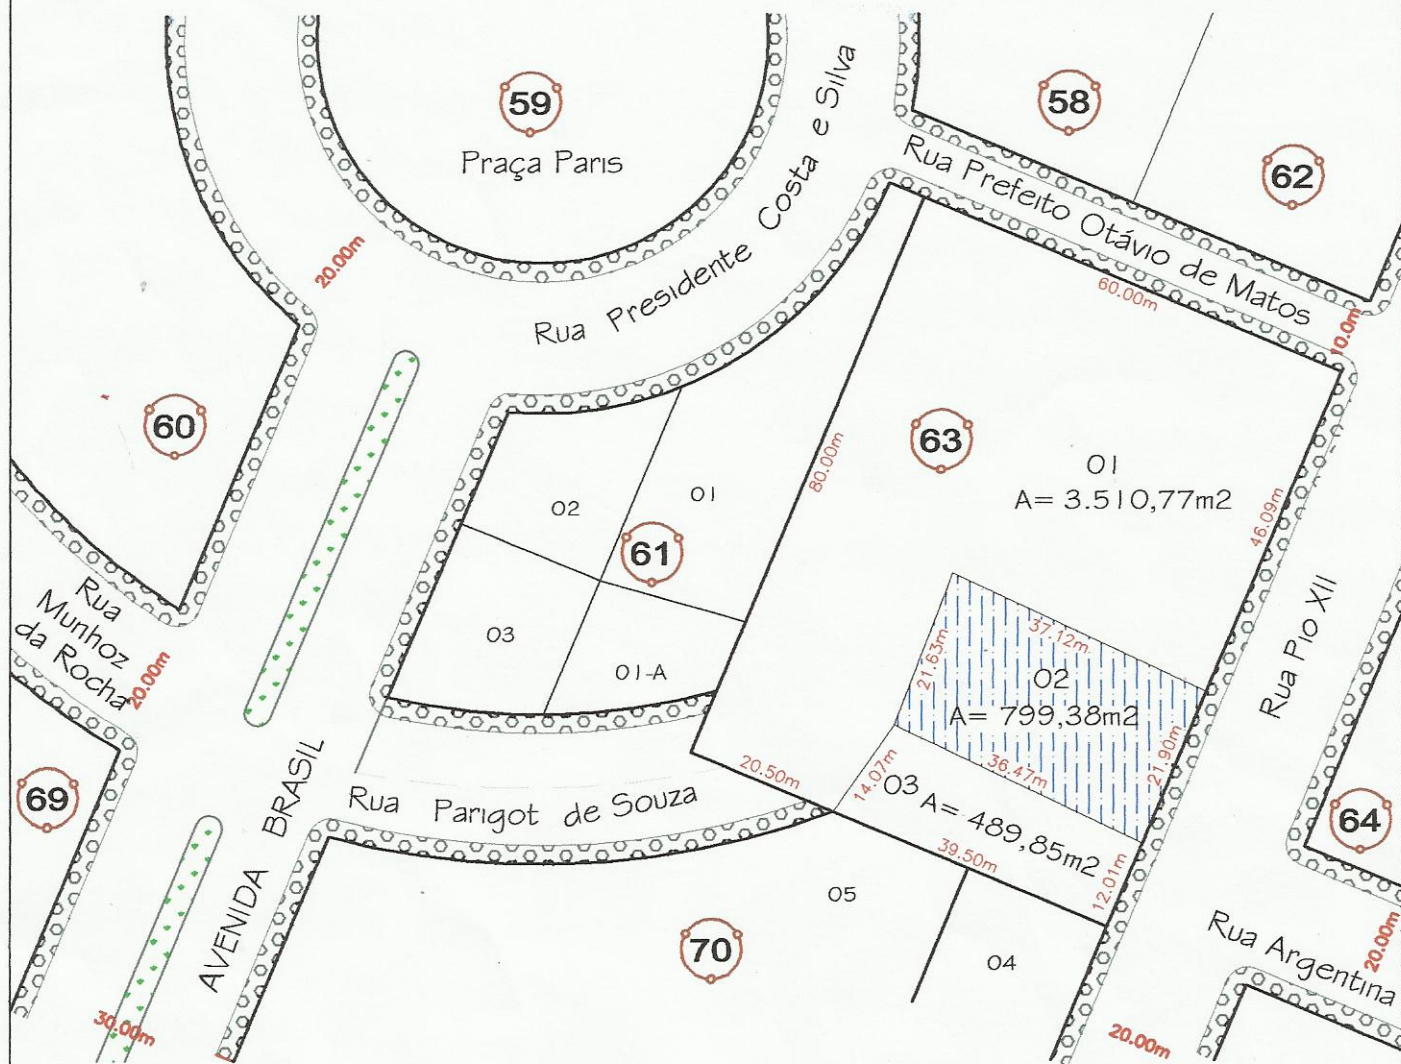 59
Praça Paris
Rua Presidente Costa e Silva
58
62
Rua Prefeito Otávio de Matos
60.00m
10.0m
20.00m
60
63
80.00m
01
A= 3.510,77m2
46.09m
02
01
61
03
01-A
Rua
Munhoz
da Rocha
20.00m
37.12m
21.63m
02
A= 799,38m2
21.90m
36.47m
Rua Pio XII
69
AVENIDA BRASIL
Rua Parigot de Souza
20.50m
14.07m
03 A= 489,85m2
39.50m
12.01m
64
05
70
04
Rua Argentina
20.00m
30.00m
20.00m